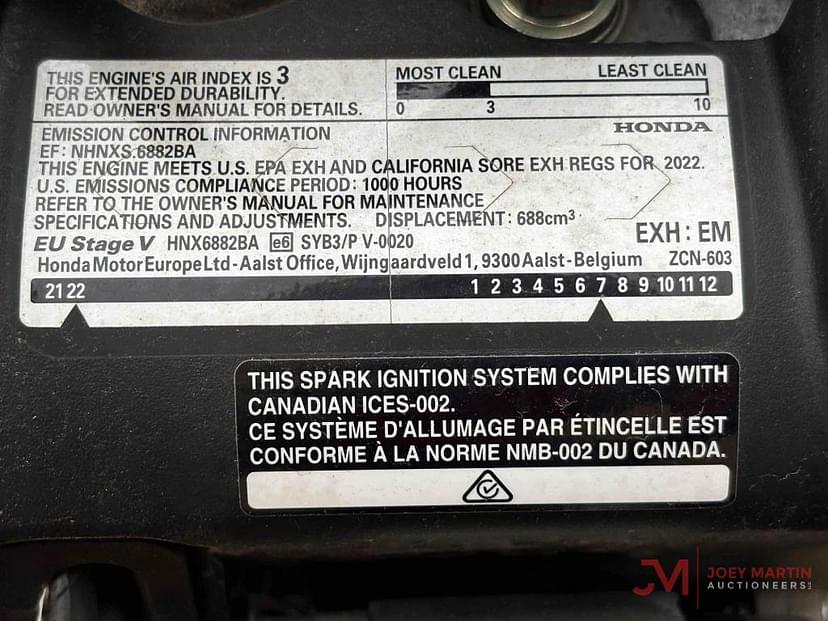 THIS ENGINE'S AIR INDEX IS 3
FOR EXTENDED DURABILITY.
READ OWNER'S MANUAL FOR DETAILS.
MOST CLEAN LEAST CLEAN
0 3 10
EMISSION CONTROL INFORMATION
HONDA
EF: NHNXS.6882BA
THIS ENGINE MEETS U.S. EPA EXH AND CALIFORNIA SORE EXH REGS FOR 2022.
U.S. EMISSIONS COMPLIANCE PERIOD: 1000 HOURS
REFER TO THE OWNER'S MANUAL FOR MAINTENANCE
SPECIFICATIONS AND ADJUSTMENTS. DISPLACEMENT: 688cm³
EU Stage V HNX6882BA e6 SYB3/P V-0020 EXH: EM
Honda Motor Europe Ltd - Aalst Office, Wijngaardveld 1, 9300 Aalst - Belgium ZCN-603
21 22 1 2 3 4 5 6 7 8 9 10 11 12
THIS SPARK IGNITION SYSTEM COMPLIES WITH
CANADIAN ICES-002.
CE SYSTÈME D'ALLUMAGE PAR ÉTINCELLE EST
CONFORME À LA NORME NMB-002 DU CANADA.
JM JOEY MARTIN
AUCTIONEERS